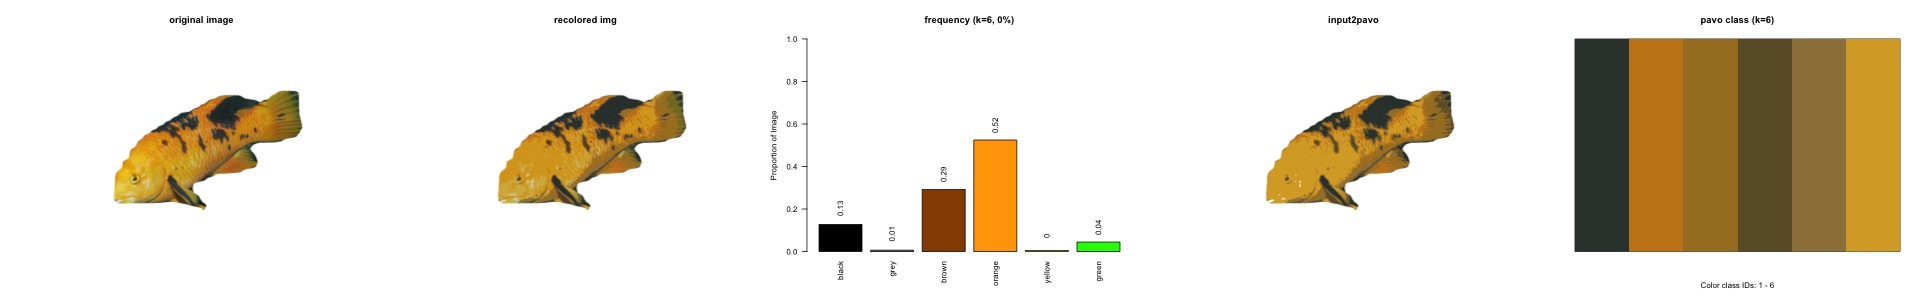 original image
recolored img
frequency (k=6, 0%)
input2pavo
pavo class (k=6)
Proportion of Image
1.0
0.8
0.6
0.4
0.2
0.0
0.13
0.01
0.29
0.52
0
0.04
black
grey
brown
orange
yellow
green
Color class IDs: 1 - 6